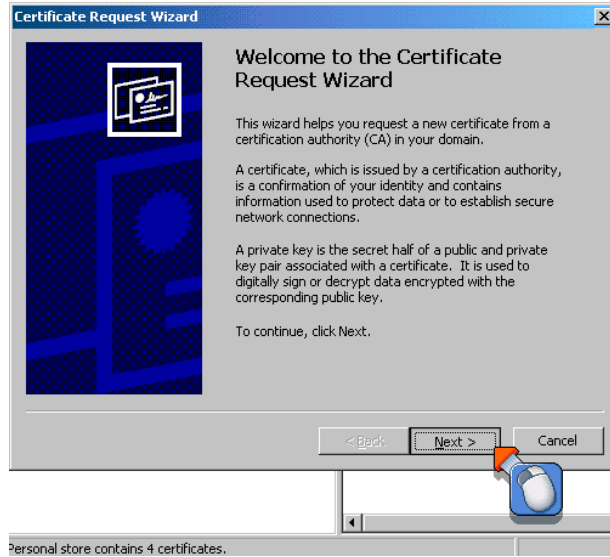 Certificate Request Wizard
Welcome to the Certificate
Request Wizard
This wizard helps you request a new certificate from a
certification authority (CA) in your domain.
A certificate, which is issued by a certification authority,
is a confirmation of your identity and contains
information used to protect data or to establish secure
network connections.
A private key is the secret half of a public and private
key pair associated with a certificate. It is used to
digitally sign or decrypt data encrypted with the
corresponding public key.
To continue, click Next.
< Back
Next >
Cancel
Personal store contains 4 certificates.